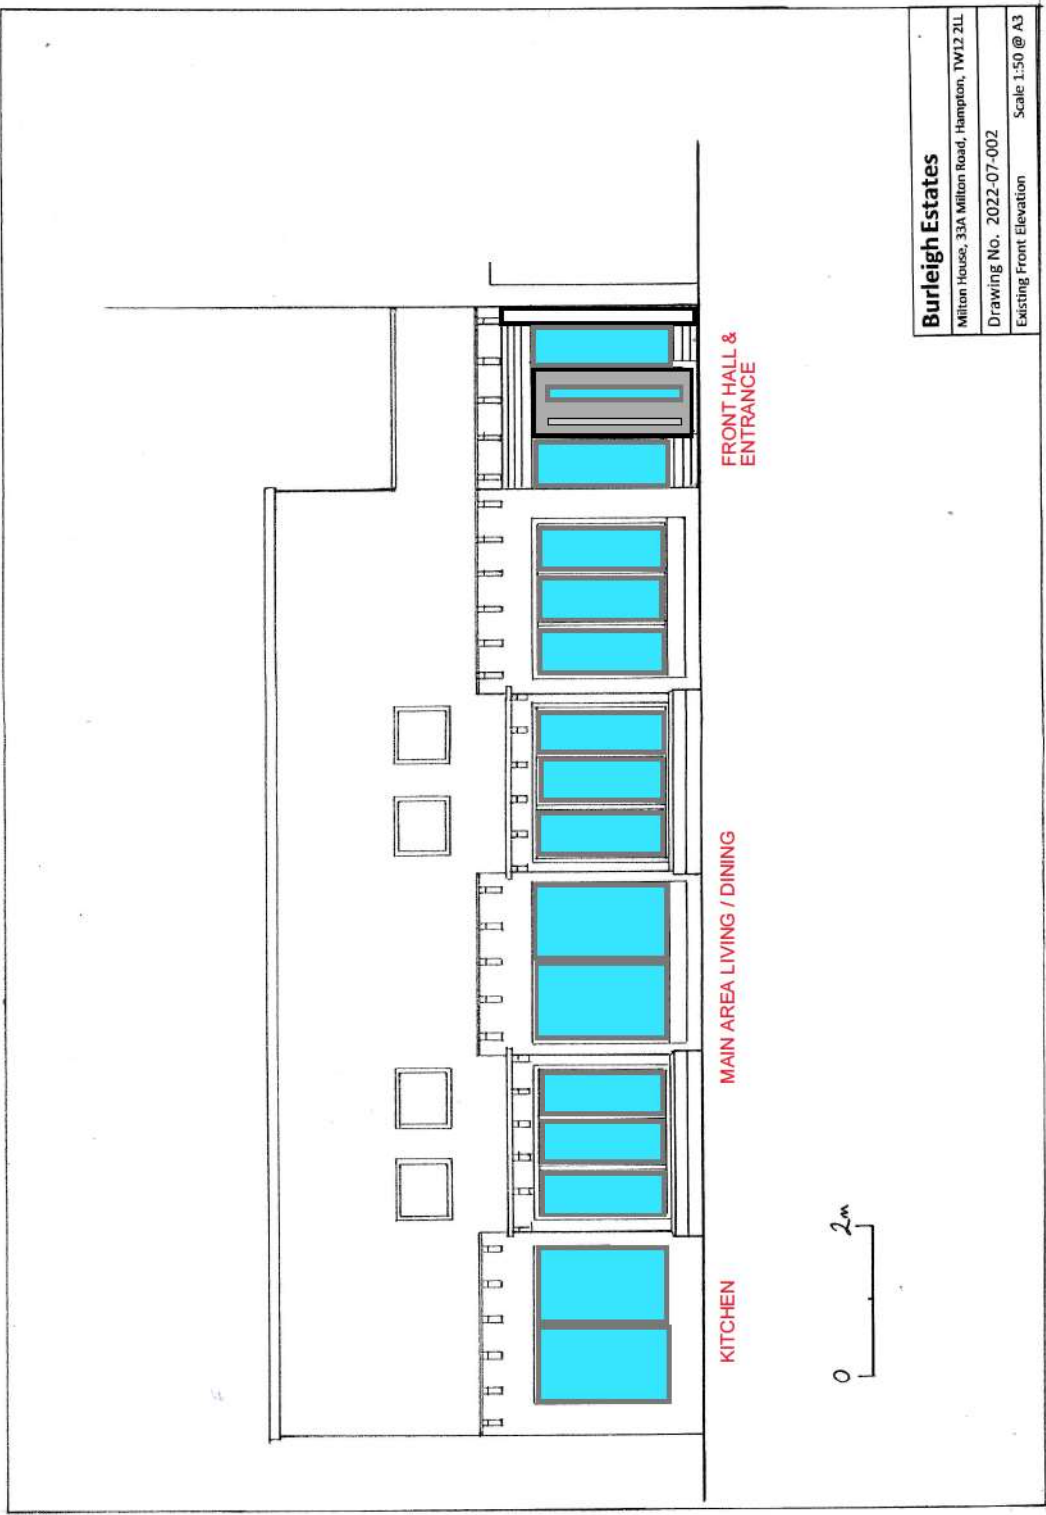 KITCHEN
MAIN AREA LIVING / DINING
FRONT HALL &
ENTRANCE
0 2m
Burleigh Estates
Milton House, 33A Milton Road, Hampton, TW12 2LL
Drawing No. 2022-07-002
Existing Front Elevation Scale 1:50 @ A3